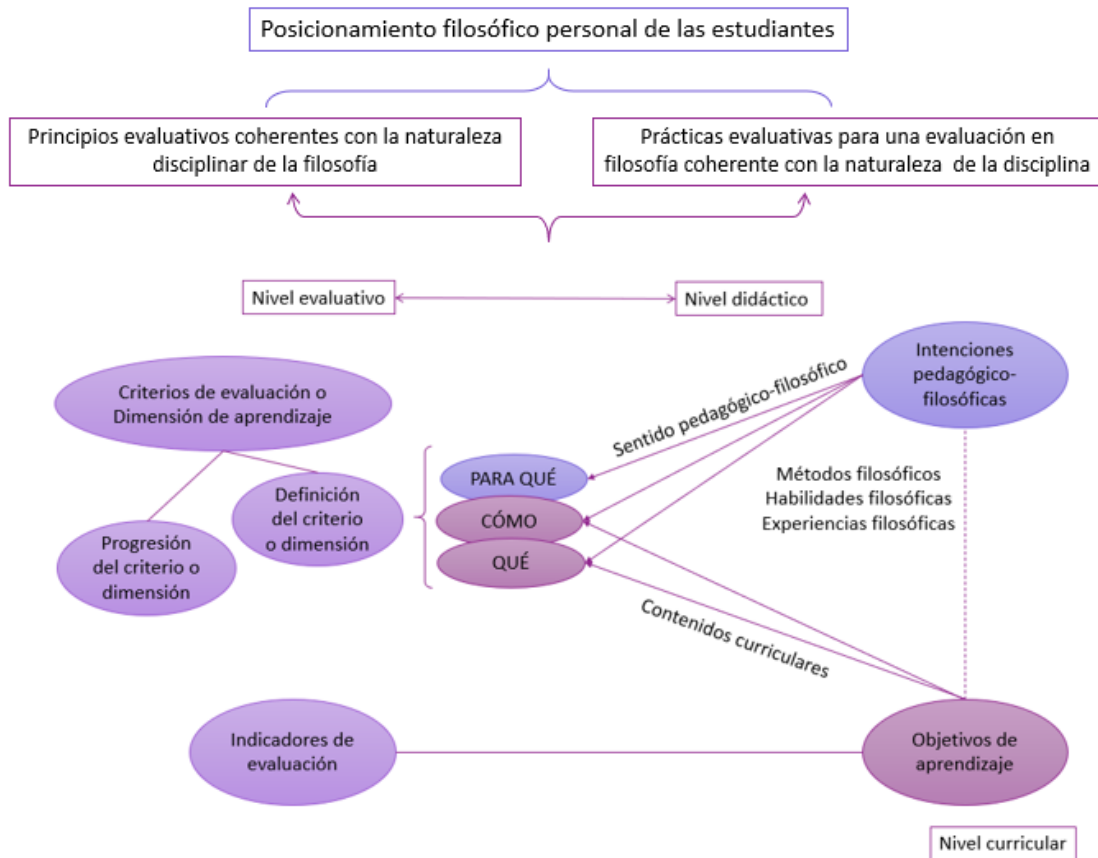 Posicionamiento filosófico personal de las estudiantes
Principios evaluativos coherentes con la naturaleza
disciplinar de la filosofía
Prácticas evaluativas para una evaluación en
filosofía coherente con la naturaleza de la disciplina
Nivel evaluativo
Nivel didáctico
Criterios de evaluación o
Dimensión de aprendizaje
Definición
del criterio
o dimensión
Progresión
del criterio o
dimensión
PARA QUÉ
CÓMO
QUÉ
Sentido pedagógico-filosófico
Intenciones
pedagógico-
filosóficas
Métodos filosóficos
Habilidades filosóficas
Experiencias filosóficas
Contenidos curriculares
Indicadores de
evaluación
Objetivos de
aprendizaje
Nivel curricular